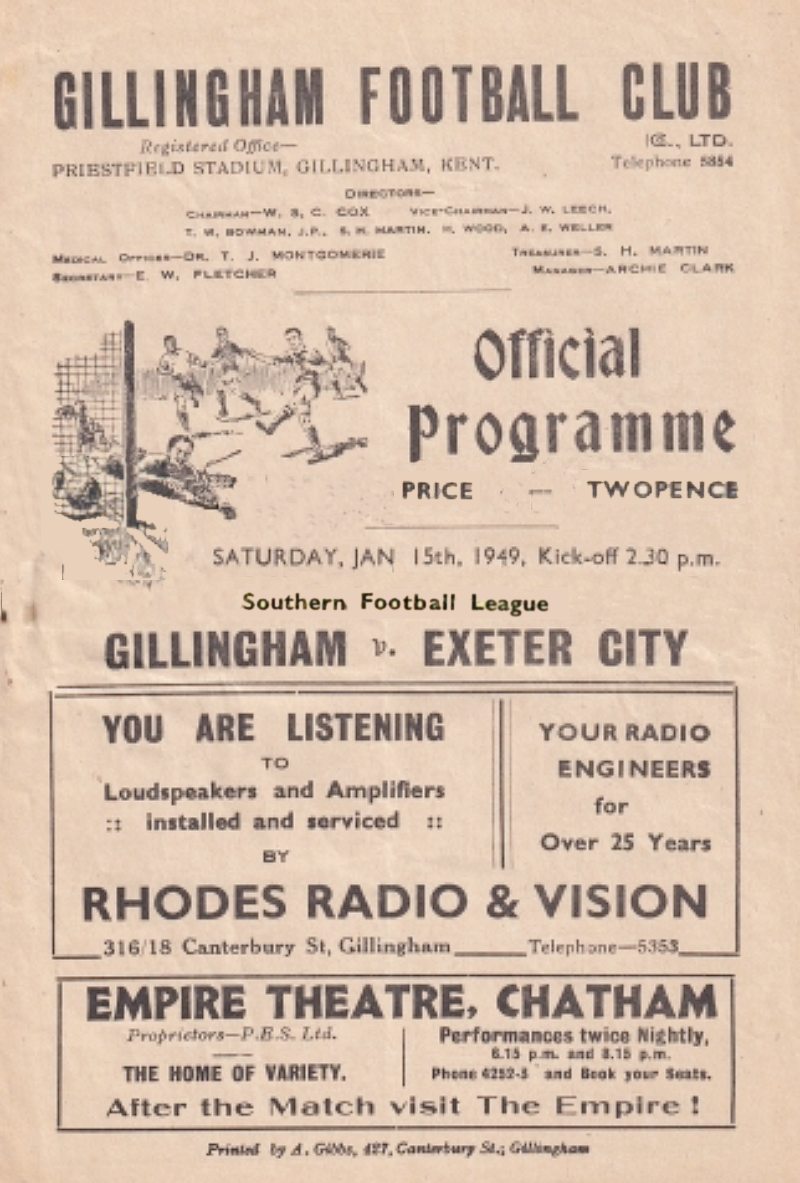 GILLINGHAM FOOTBALL CLUB
Registered Office—
LTD.
PRIESTFIELD STADIUM, GILLINGHAM, KENT.
Telephone 5854
DIRECTORS—
CHAIRMAN—W. S. C. COX VICE-CHAIRMAN—J. W. LEECH,
T. W. BOWMAN, J.P., S. H. MARTIN, H. WOOD, A. E. WELLER
MEDICAL OFFICER—DR. T. J. MONTGOMERIE TREASURER—S. H. MARTIN
SECRETARY—E. W. FLETCHER MANAGER—ARCHIE CLARK
Official
Programme
PRICE — TWOPENCE
SATURDAY, JAN 15th, 1949, Kick-off 2.30 p.m.
Southern Football League
GILLINGHAM v. EXETER CITY
YOU ARE LISTENING
TO
Loudspeakers and Amplifiers
:: installed and serviced ::
BY
YOUR RADIO
ENGINEERS
for
Over 25 Years
RHODES RADIO & VISION
316/18 Canterbury St, Gillingham Telephone—5353
EMPIRE THEATRE, CHATHAM
Proprietors—P.E.S. Ltd.
THE HOME OF VARIETY.
Performances twice Nightly,
6.15 p.m. and 8.15 p.m.
Phone 4252-3 and Book your Seats.
After the Match visit The Empire !
Printed by A. Gibbs, 427, Canterbury St.; Gillingham